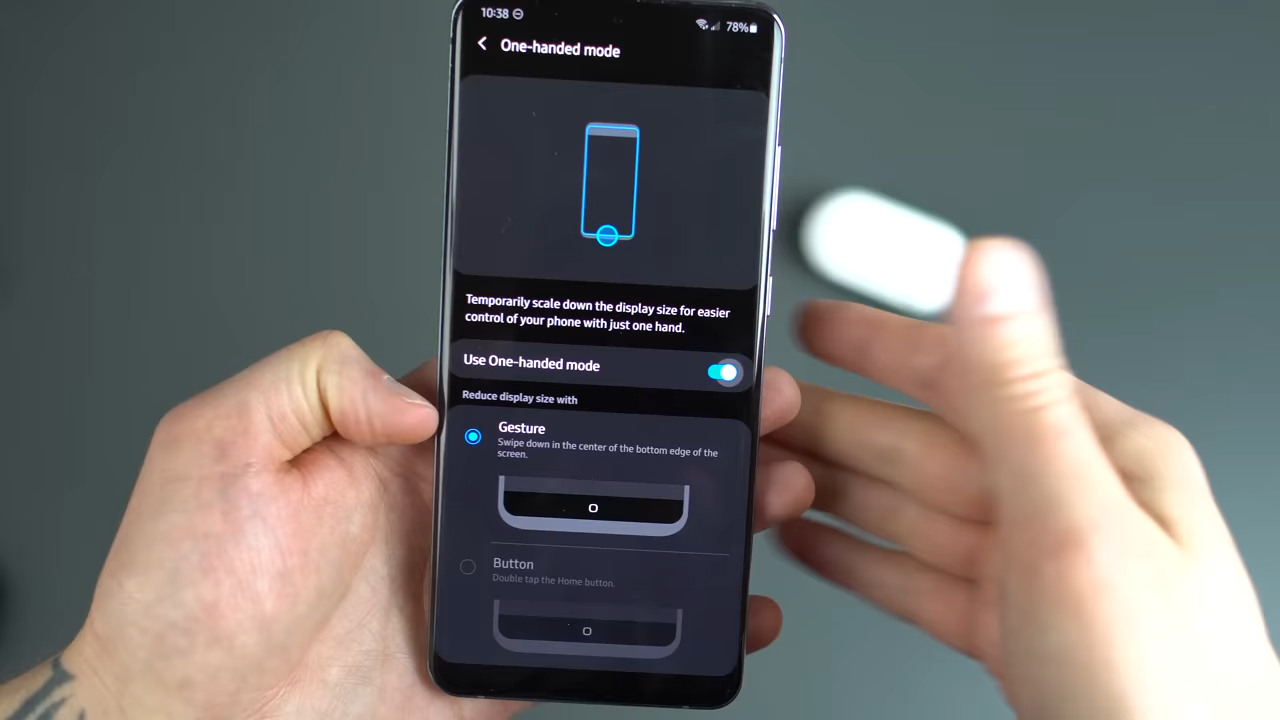 10:38
78%
One-handed mode
Temporarily scale down the display size for easier
control of your phone with just one hand.
Use One-handed mode
Reduce display size with
Gesture
Swipe down in the center of the bottom edge of the
screen.
Button
Double tap the Home button.